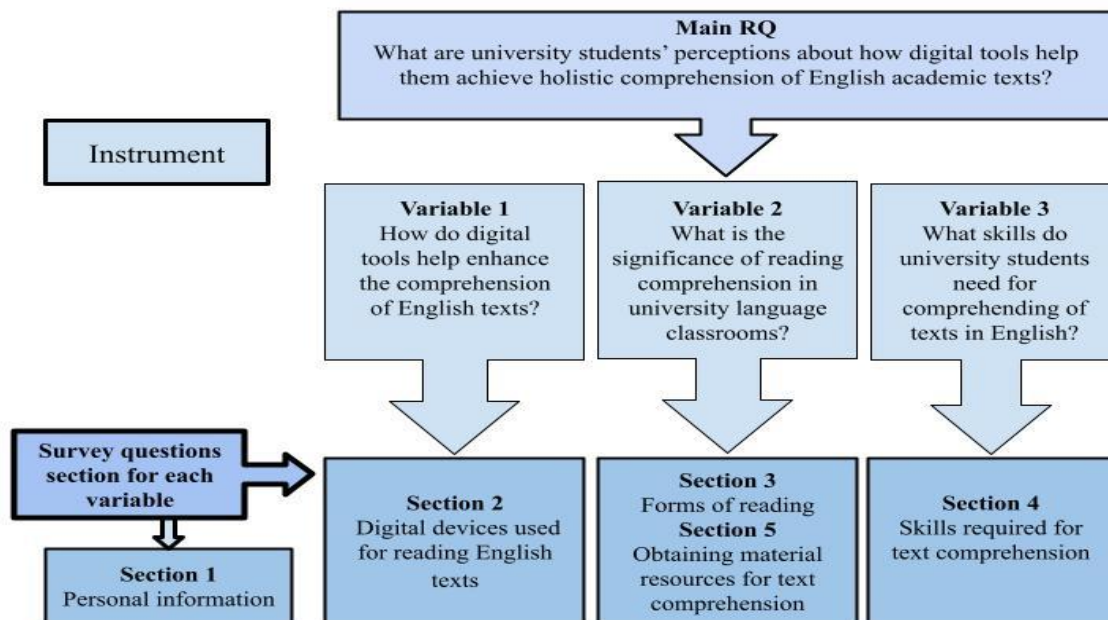 Main RQ
What are university students’ perceptions about how digital tools help
them achieve holistic comprehension of English academic texts?
Instrument
Variable 1
How do digital
tools help enhance
the comprehension
of English texts?
Variable 2
What is the
significance of reading
comprehension in
university language
classrooms?
Variable 3
What skills do
university students
need for
comprehending of
texts in English?
Survey questions
section for each
variable
Section 1
Personal information
Section 2
Digital devices used
for reading English
texts
Section 3
Forms of reading
Section 5
Obtaining material
resources for text
comprehension
Section 4
Skills required for
text comprehension